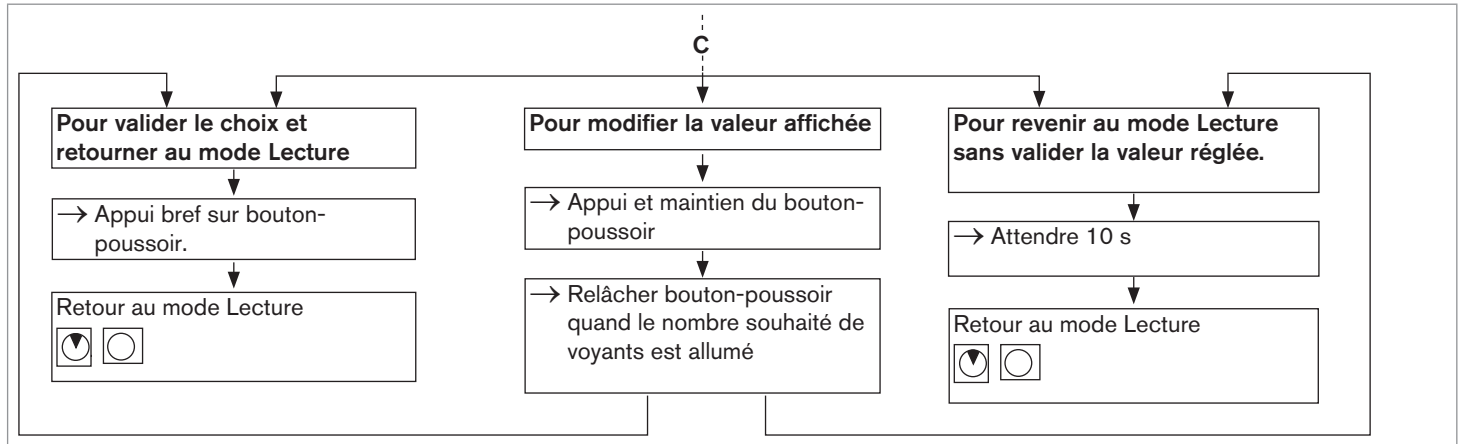 C
Pour valider le choix et
retourner au mode Lecture
→ Appui bref sur bouton-
poussoir.
Retour au mode Lecture
Pour modifier la valeur affichée
→ Appui et maintien du bouton-
poussoir
→ Relâcher bouton-poussoir
quand le nombre souhaité de
voyants est allumé
Pour revenir au mode Lecture
sans valider la valeur réglée.
→ Attendre 10 s
Retour au mode Lecture